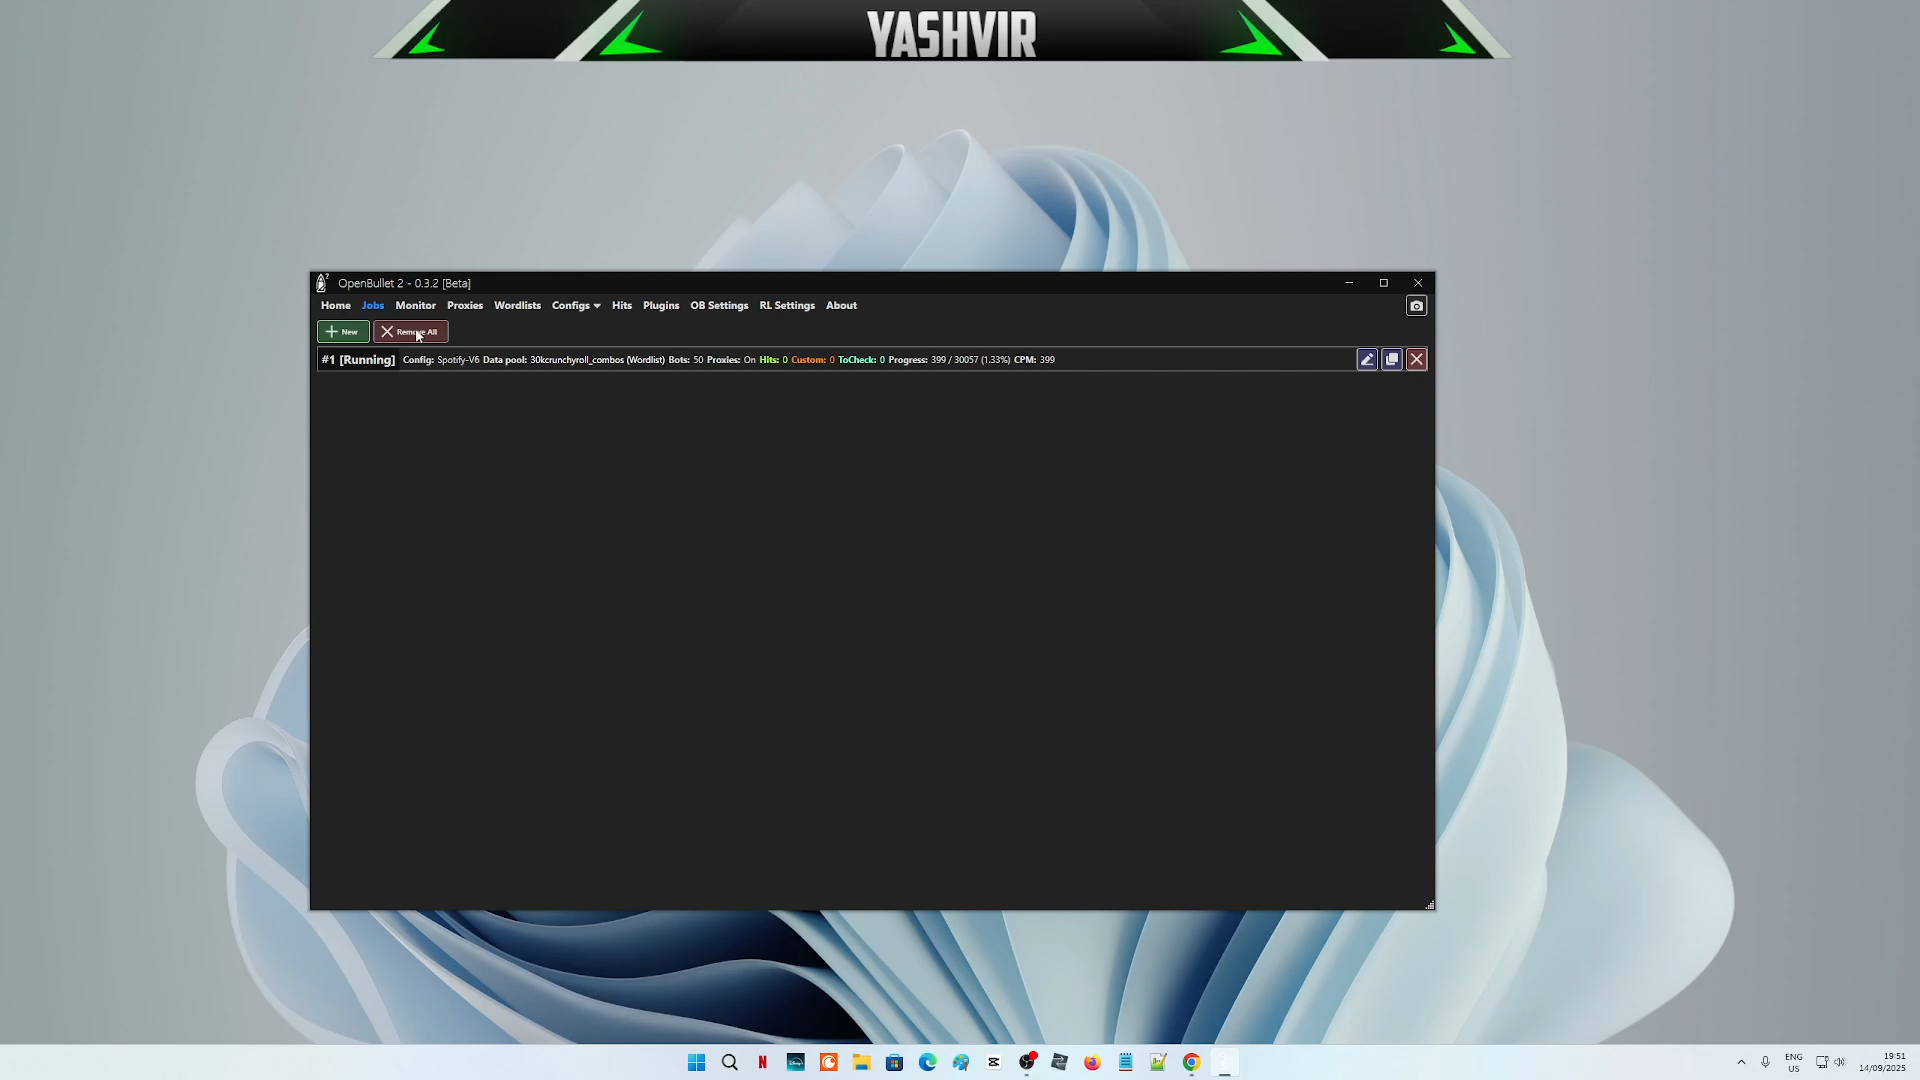 YASHVIR
OpenBullet 2 - 0.3.2 [Beta]
Home Jobs Monitor Proxies Wordlists Configs Hits Plugins OB Settings RL Settings About
New Remove All
#1 [Running] Config: Spotify-V6 Data pool: 30kcrunchyroll_combos (Wordlist) Bots: 50 Proxies: On Hits: 0 Custom: 0 ToCheck: 0 Progress: 399 / 30057 (1.33%) CPM: 399
ENG
US
19:51
14/09/2025